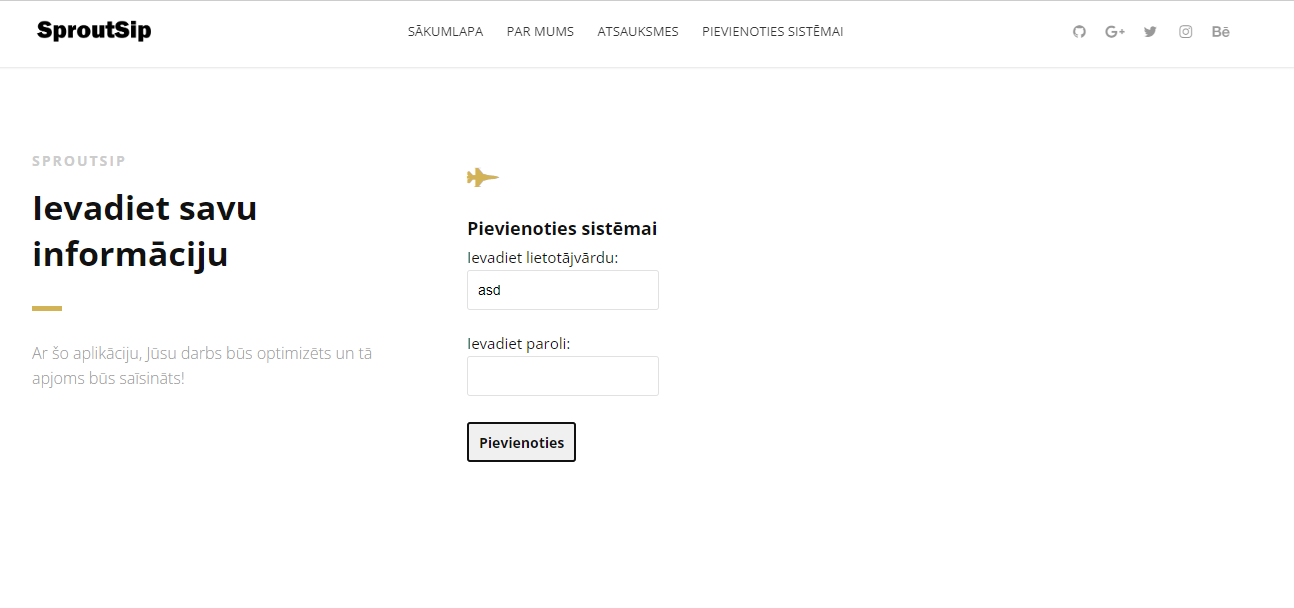 SproutSip
SĀKUMLAPA PAR MUMS ATSAUKSMES PIEVIENOTIES SISTĒMAI
SPROUTSIP
Ievadiet savu
informāciju
Ar šo aplikāciju, Jūsu darbs būs optimizēts un tā
apjoms būs saīsināts!
Pievienoties sistēmai
Ievadiet lietotājvārdu:
asd
Ievadiet paroli:
Pievienoties